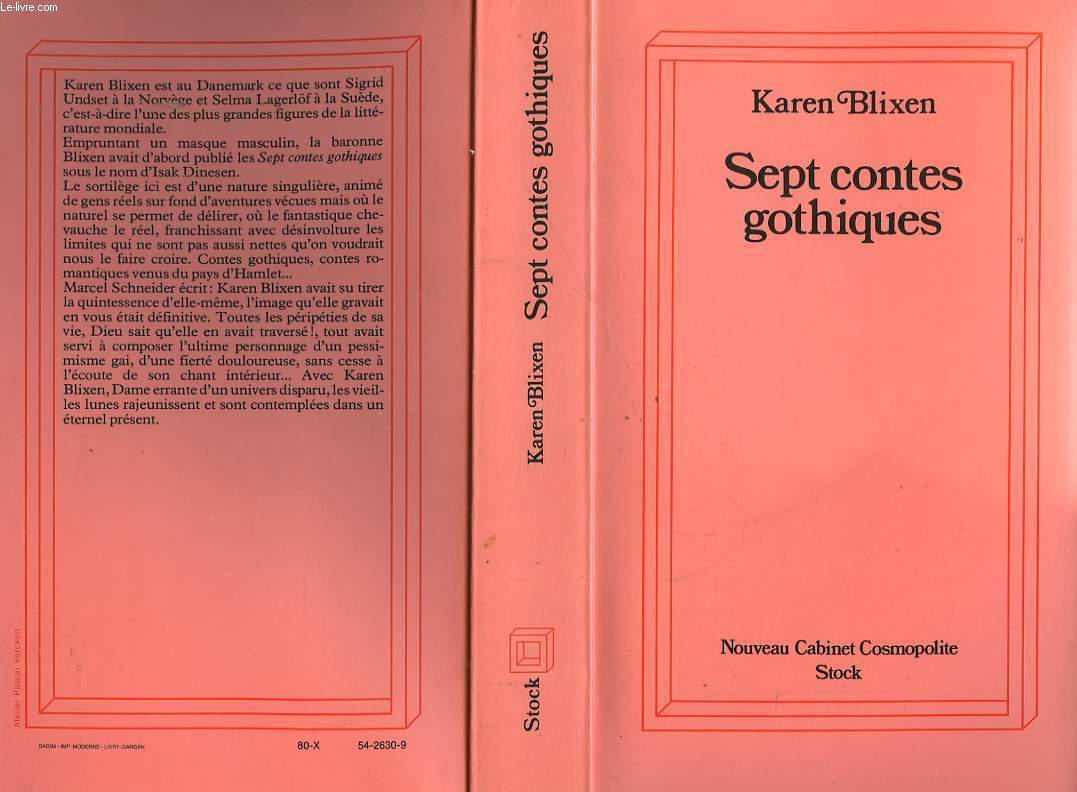 Le-livre.com
Karen Blixen est au Danemark ce que sont Sigrid
Undset à la Norvège et Selma Lagerlöf à la Suède,
c'est-à-dire l'une des plus grandes figures de la litté-
rature mondiale.
Empruntant un masque masculin, la baronne
Blixen avait d'abord publié les Sept contes gothiques
sous le nom d'Isak Dinesen.
Le sortilège ici est d'une nature singulière, animé
de gens réels sur fond d'aventures vécues mais où le
naturel se permet de délirer, où le fantastique che-
vauche le réel, franchissant avec désinvolture les
limites qui ne sont pas aussi nettes qu'on voudrait
nous le faire croire. Contes gothiques, contes ro-
mantiques venus du pays d'Hamlet...
Marcel Schneider écrit : Karen Blixen avait su tirer
la quintessence d'elle-même, l'image qu'elle gravait
en vous était définitive. Toutes les péripéties de sa
vie, Dieu sait qu'elle en avait traversé !, tout avait
servi à composer l'ultime personnage d'un pessi-
misme gai, d'une fierté douloureuse, sans cesse à
l'écoute de son chant intérieur... Avec Karen
Blixen, Dame errante d'un univers disparu, les vieil-
les lunes rajeunissent et sont contemplées dans un
éternel présent.
Atelier Pascal Vercken
SAGIM - IMP. MODERNE - LIVRY-GARGAN
80-X 54-2630-9
Karen Blixen Sept contes gothiques
Stock
Karen Blixen
Sept contes
gothiques
Nouveau Cabinet Cosmopolite
Stock